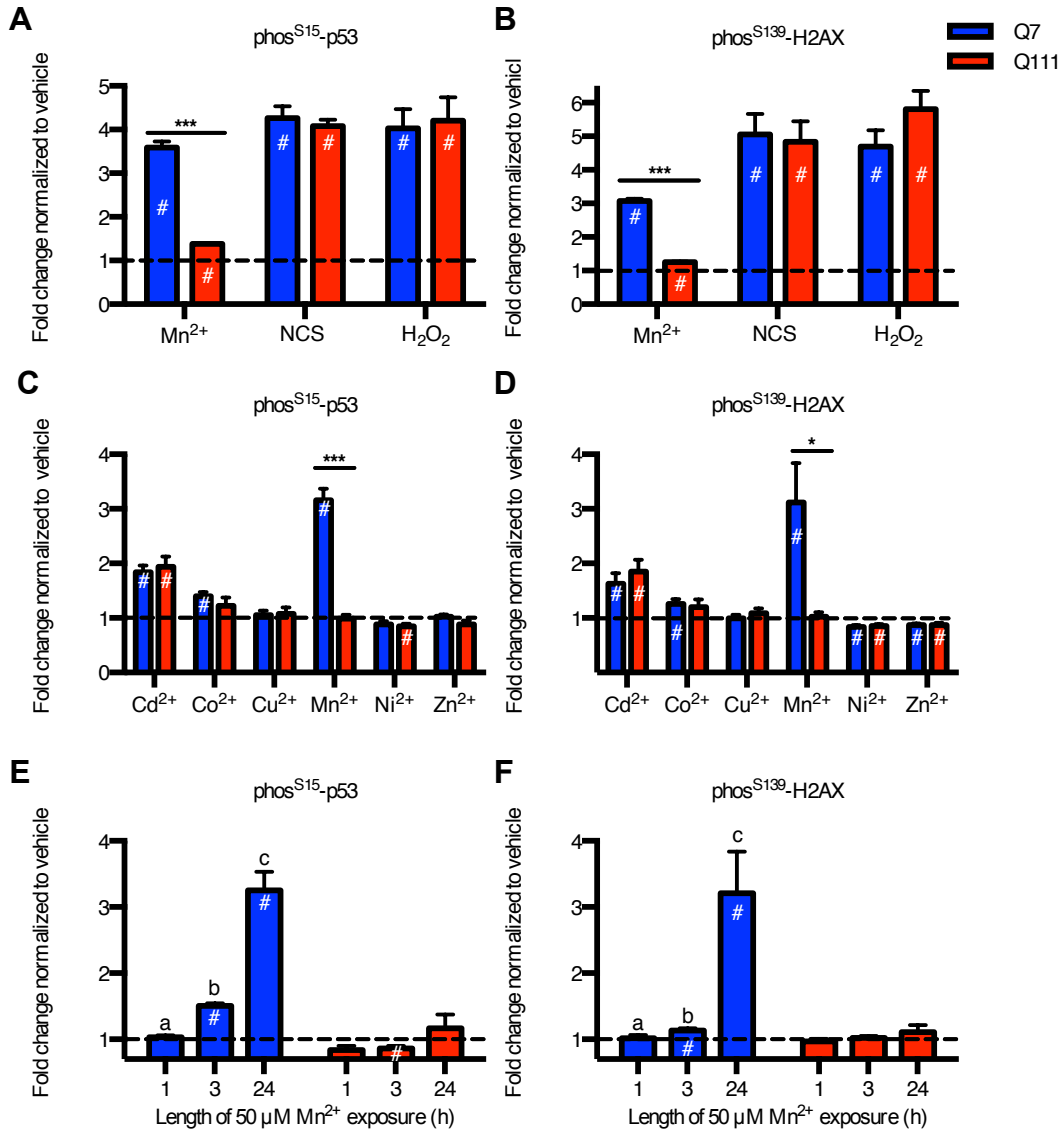 A
phosS15-p53
B
phosS139-H2AX
Q7
Q111
Fold change normalized to vehicle
5
4
3
2
1
0
***
#
#
#
#
#
#
Mn2+ NCS H2O2
Fold change normalized to vehicl
6
5
4
3
2
1
0
***
#
#
#
#
#
#
Mn2+ NCS H2O2
C
phosS15-p53
Fold change normalized to vehicle
4
3
2
1
0
***
#
#
#
#
#
Cd2+ Co2+ Cu2+ Mn2+ Ni2+ Zn2+
D
phosS139-H2AX
Fold change normalized to vehicle
4
3
2
1
0
*
#
#
#
#
#
#
#
#
Cd2+ Co2+ Cu2+ Mn2+ Ni2+ Zn2+
E
phosS15-p53
Fold change normalized to vehicle
4
3
2
1
a
b
c
#
#
#
1 3 24 1 3 24
Length of 50 µM Mn2+ exposure (h)
F
phosS139-H2AX
Fold change normalized to vehicle
4
3
2
1
a
b
c
#
#
1 3 24 1 3 24
Length of 50 µM Mn2+ exposure (h)